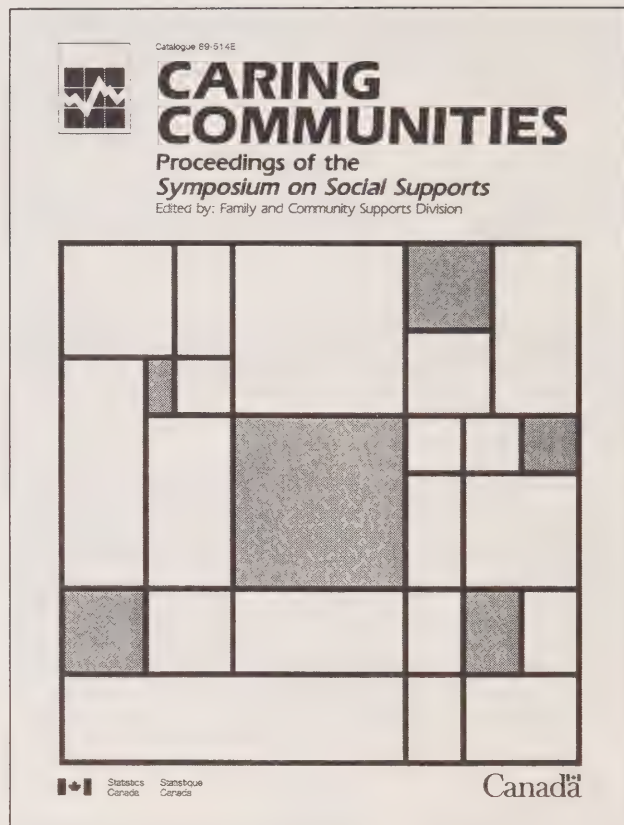 Catalogue 89-514E
CARING
COMMUNITIES
Proceedings of the
Symposium on Social Supports
Edited by: Family and Community Supports Division
Statistics Statistique
Canada Canada
Canada